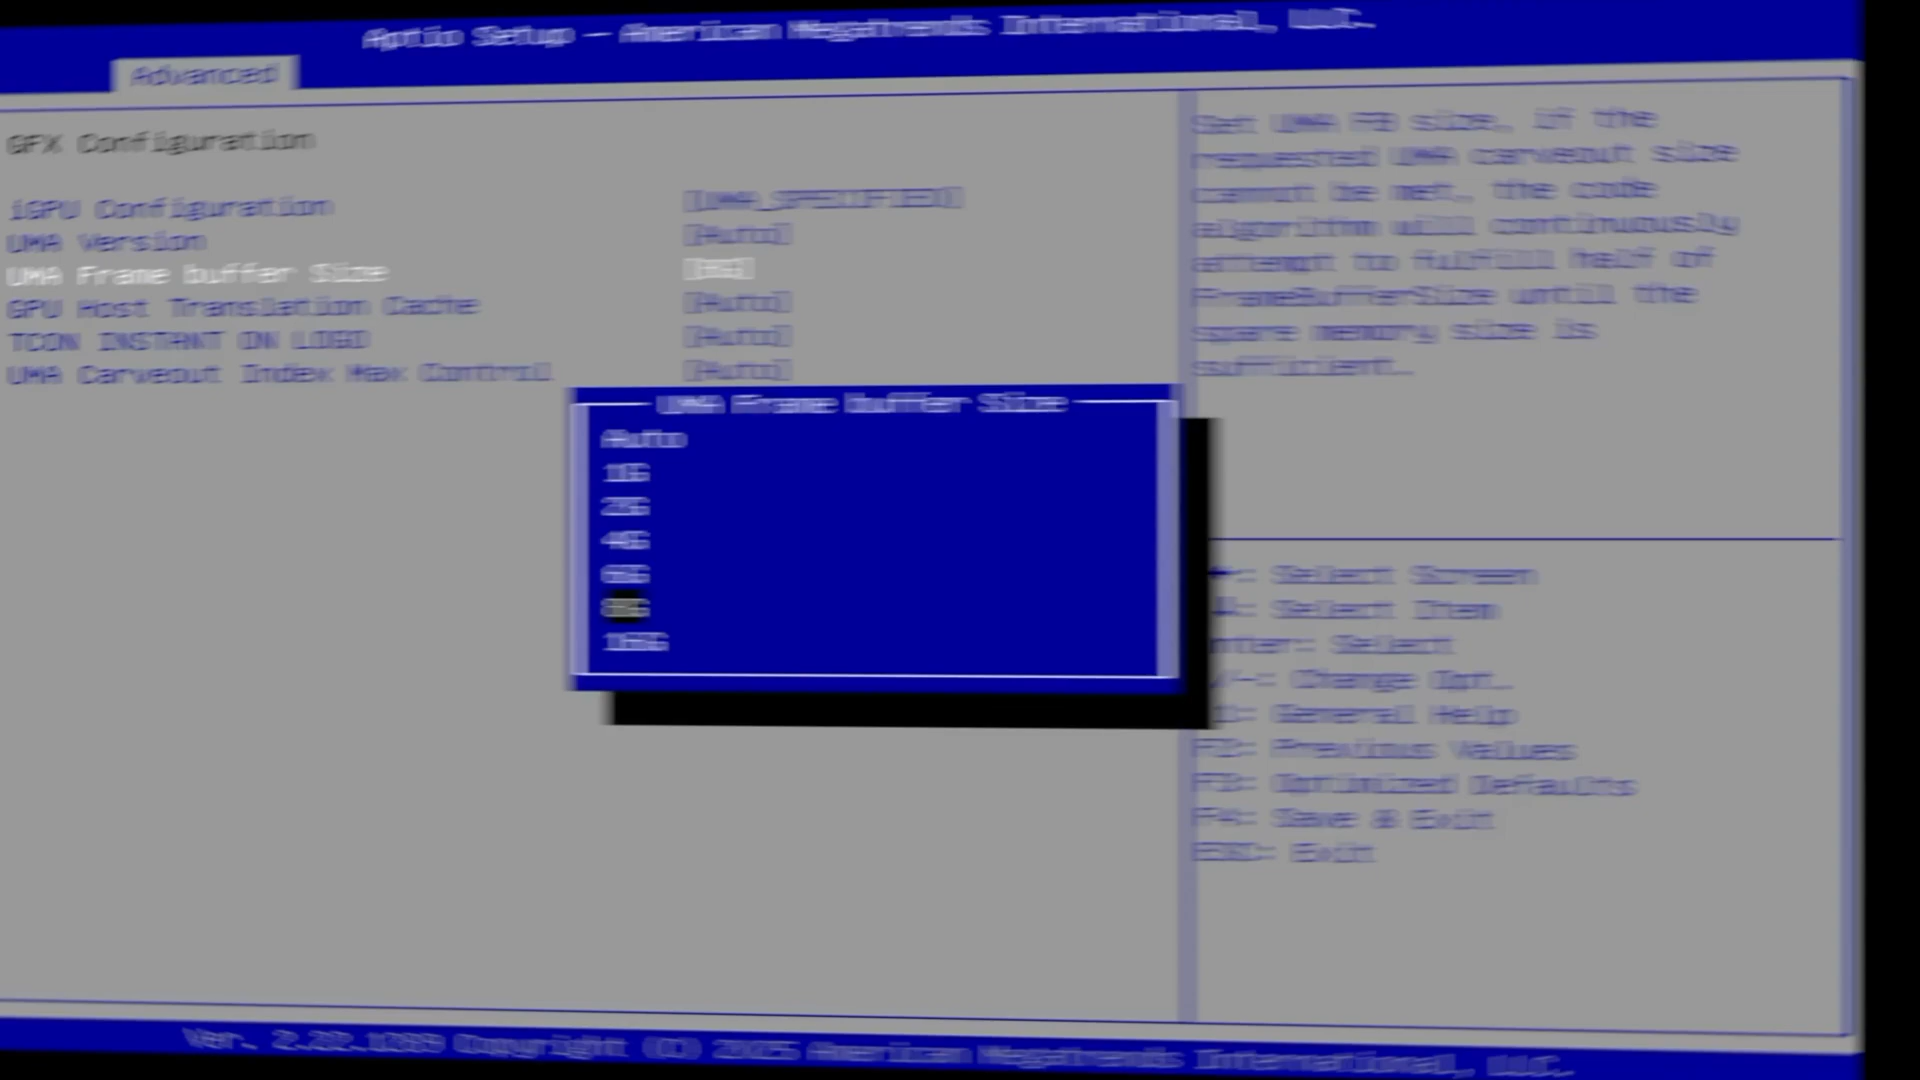 Aptio Setup – American Megatrends International, LLC.
Advanced
GFX Configuration
iGPU Configuration [UMA_SPECIFIED]
UMA Version [Auto]
UMA Frame buffer Size [8G]
GPU Host Translation Cache [Auto]
TCON INSTANT ON LOGO [Auto]
UMA Carveout Index Max Control [Auto]
UMA Frame buffer Size
Auto
1G
2G
4G
6G
8G
16G
Set UMA FB size, if the
requested UMA carveout size
cannot be met, the code
algorithm will continuously
attempt to fulfill half of
FrameBufferSize until the
spare memory size is
sufficient.
: Select Screen
: Select Item
nter: Select
/-: Change Opt.
: General Help
F2: Previous Values
F3: Optimized Defaults
F4: Save & Exit
ESC: Exit
Ver. 2.22.1289 Copyright (C) 2025 American Megatrends International, LLC.